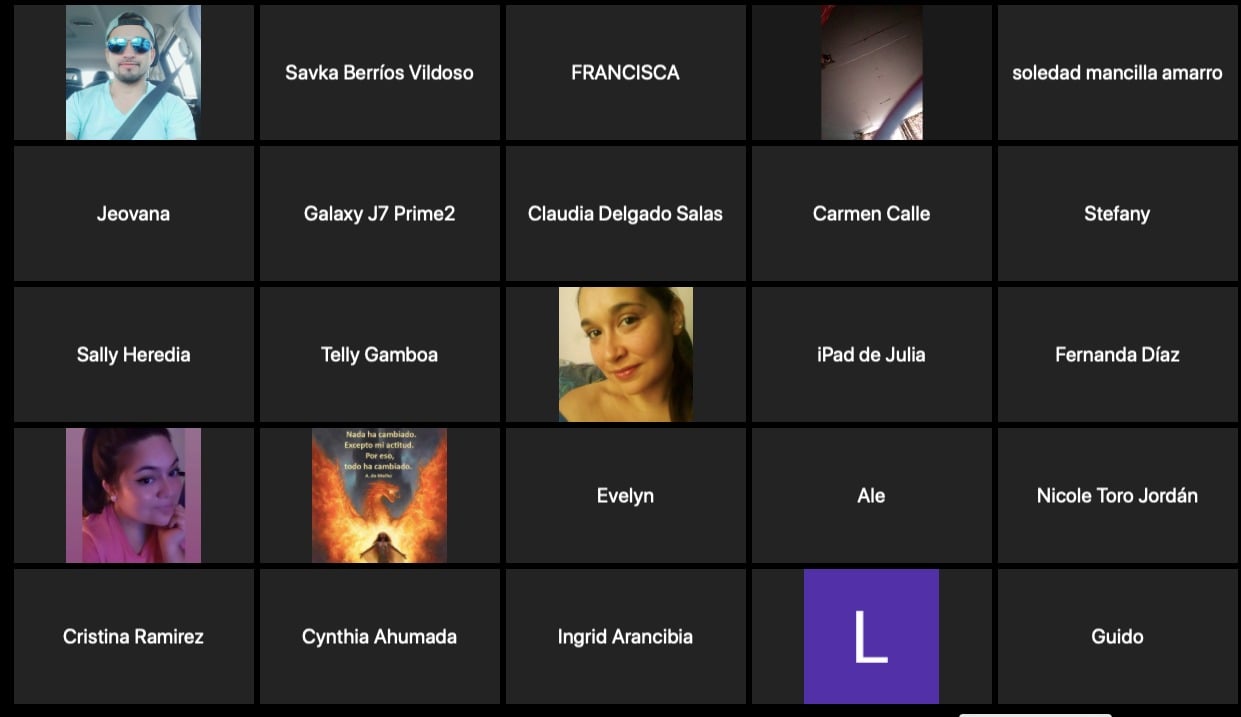 Savka Berríos Vildoso
FRANCISCA
soledad mancilla amarro
Jeovana
Galaxy J7 Prime2
Claudia Delgado Salas
Carmen Calle
Stefany
Sally Heredia
Telly Gamboa
iPad de Julia
Fernanda Díaz
Nada ha cambiado.
Excepto mi actitud.
Por eso,
todo ha cambiado.
Evelyn
Ale
Nicole Toro Jordán
Cristina Ramirez
Cynthia Ahumada
Ingrid Arancibia
L
Guido